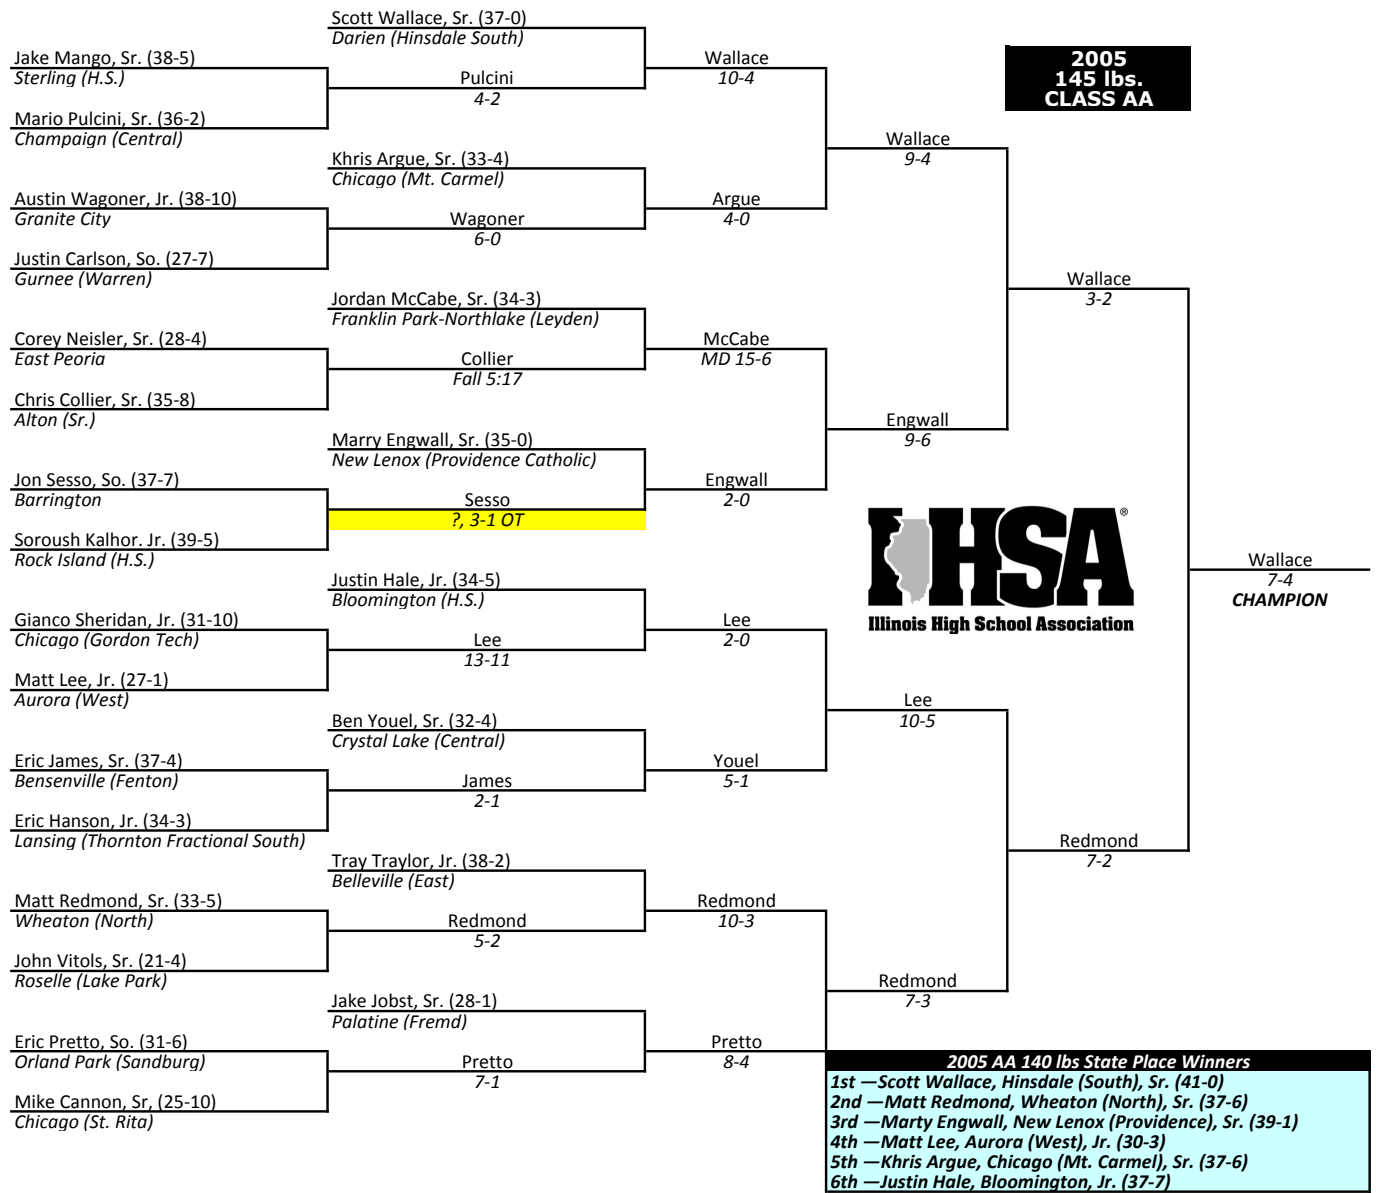 Scott Wallace, Sr. (37-0)
Darien (Hinsdale South)
Jake Mango, Sr. (38-5)
Sterling (H.S.)
Pulcini
4-2
Mario Pulcini, Sr. (36-2)
Champaign (Central)
Wallace
10-4
Khris Argue, Sr. (33-4)
Chicago (Mt. Carmel)
Austin Wagoner, Jr. (38-10)
Granite City
Wagoner
6-0
Justin Carlson, So. (27-7)
Gurnee (Warren)
Argue
4-0
Wallace
9-4
Jordan McCabe, Sr. (34-3)
Franklin Park-Northlake (Leyden)
Corey Neisler, Sr. (28-4)
East Peoria
Collier
Fall 5:17
Chris Collier, Sr. (35-8)
Alton (Sr.)
McCabe
MD 15-6
Marry Engwall, Sr. (35-0)
New Lenox (Providence Catholic)
Jon Sesso, So. (37-7)
Barrington
Sesso
?, 3-1 OT
Soroush Kalhor. Jr. (39-5)
Rock Island (H.S.)
Engwall
2-0
Engwall
9-6
Wallace
3-2
Justin Hale, Jr. (34-5)
Bloomington (H.S.)
Gianco Sheridan, Jr. (31-10)
Chicago (Gordon Tech)
Lee
13-11
Matt Lee, Jr. (27-1)
Aurora (West)
Lee
2-0
Ben Youel, Sr. (32-4)
Crystal Lake (Central)
Eric James, Sr. (37-4)
Bensenville (Fenton)
James
2-1
Eric Hanson, Jr. (34-3)
Lansing (Thornton Fractional South)
Youel
5-1
Lee
10-5
Tray Traylor, Jr. (38-2)
Belleville (East)
Matt Redmond, Sr. (33-5)
Wheaton (North)
Redmond
5-2
John Vitols, Sr. (21-4)
Roselle (Lake Park)
Redmond
10-3
Jake Jobst, Sr. (28-1)
Palatine (Fremd)
Eric Pretto, So. (31-6)
Orland Park (Sandburg)
Pretto
7-1
Mike Cannon, Sr, (25-10)
Chicago (St. Rita)
Pretto
8-4
Redmond
7-3
Redmond
7-2
Wallace
7-4
CHAMPION
2005
145 lbs.
CLASS AA
IHSA®
Illinois High School Association
2005 AA 140 lbs State Place Winners
1st —Scott Wallace, Hinsdale (South), Sr. (41-0)
2nd —Matt Redmond, Wheaton (North), Sr. (37-6)
3rd —Marty Engwall, New Lenox (Providence), Sr. (39-1)
4th —Matt Lee, Aurora (West), Jr. (30-3)
5th —Khris Argue, Chicago (Mt. Carmel), Sr. (37-6)
6th —Justin Hale, Bloomington, Jr. (37-7)